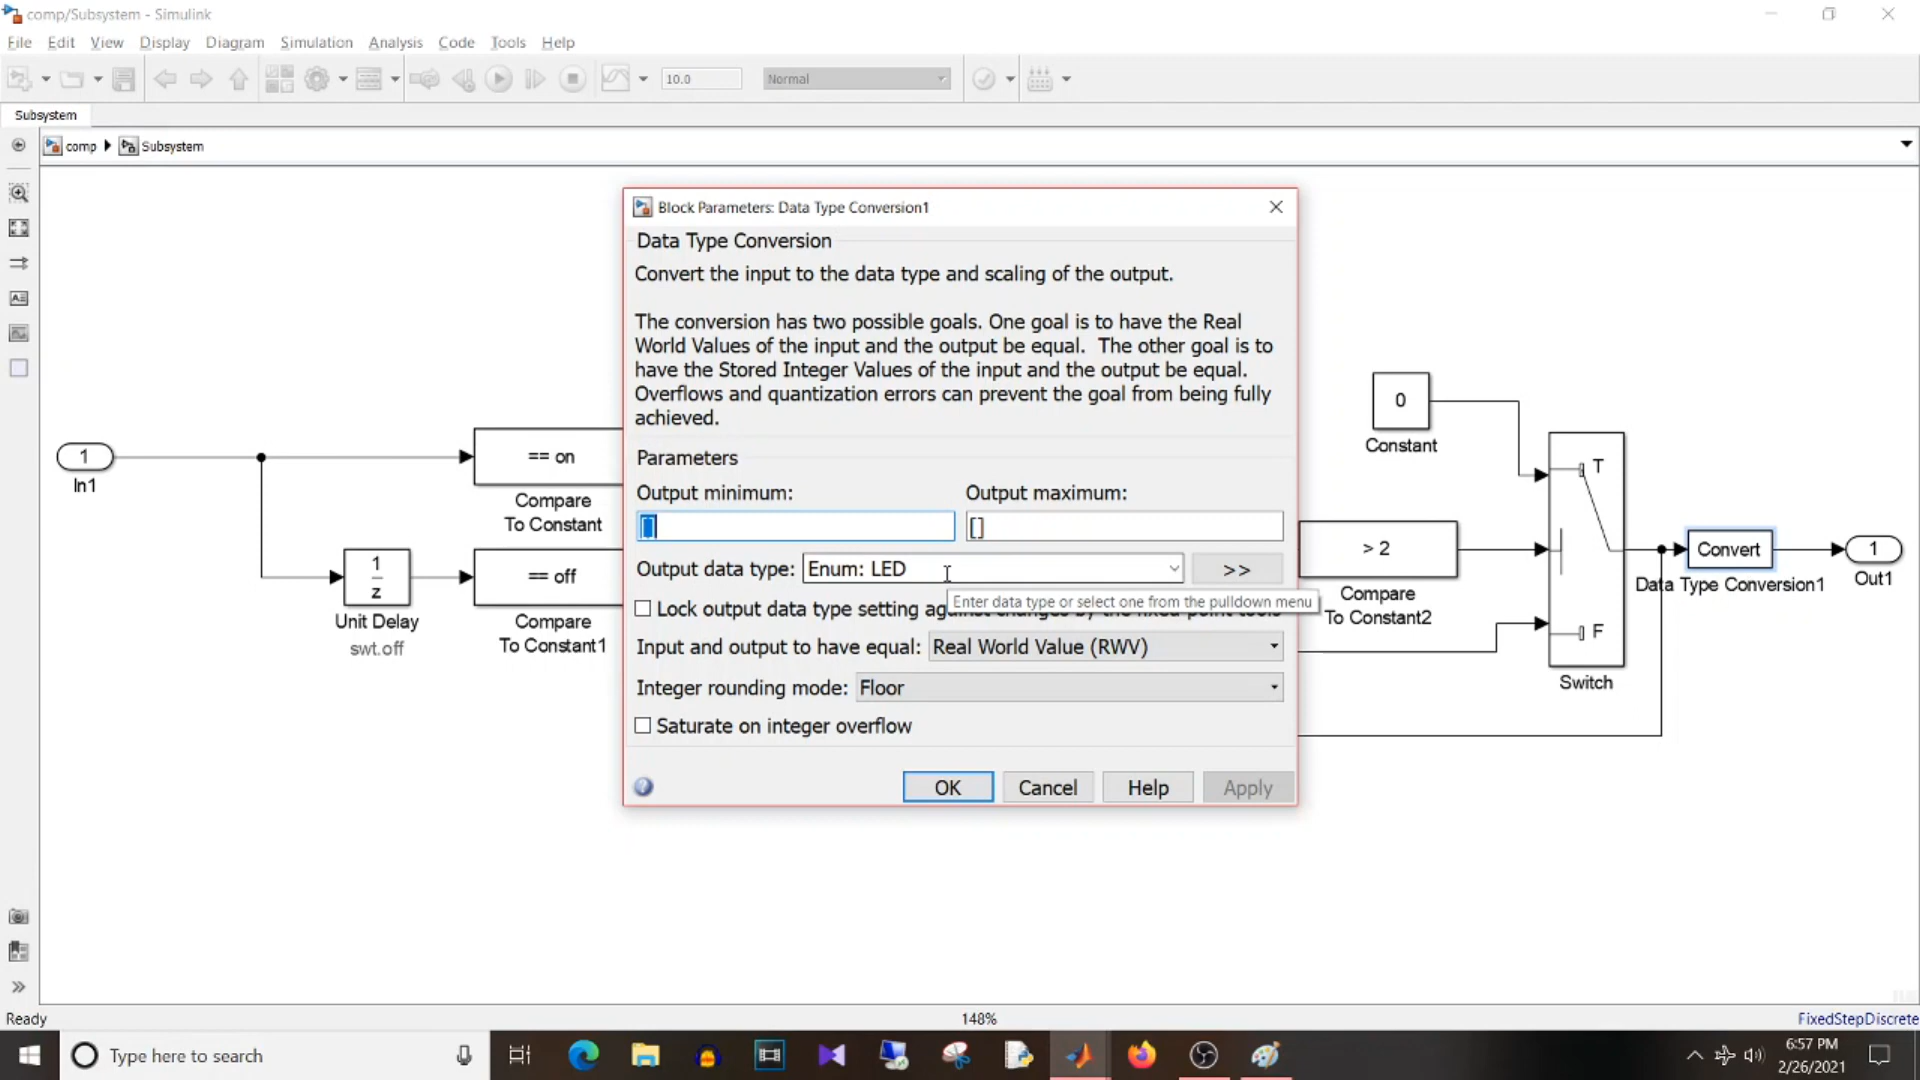 comp/Subsystem - Simulink
File Edit View Display Diagram Simulation Analysis Code Tools Help
10.0 Normal
Subsystem
comp Subsystem
1
In1
== on
Compare
To Constant
1
z
Unit Delay
swt.off
== off
Compare
To Constant1
Block Parameters: Data Type Conversion1
Data Type Conversion
Convert the input to the data type and scaling of the output.
The conversion has two possible goals. One goal is to have the Real
World Values of the input and the output be equal. The other goal is to
have the Stored Integer Values of the input and the output be equal.
Overflows and quantization errors can prevent the goal from being fully
achieved.
Parameters
Output minimum: Output maximum:
[] []
Output data type: Enum: LED >>
Enter data type or select one from the pulldown menu
Lock output data type setting against changes by the fixed-point tools
Input and output to have equal: Real World Value (RWV)
Integer rounding mode: Floor
Saturate on integer overflow
OK Cancel Help Apply
0
Constant
> 2
Compare
To Constant2
T
F
Switch
Convert
Data Type Conversion1
1
Out1
Ready 148% FixedStepDiscrete
Type here to search
6:57 PM
2/26/2021